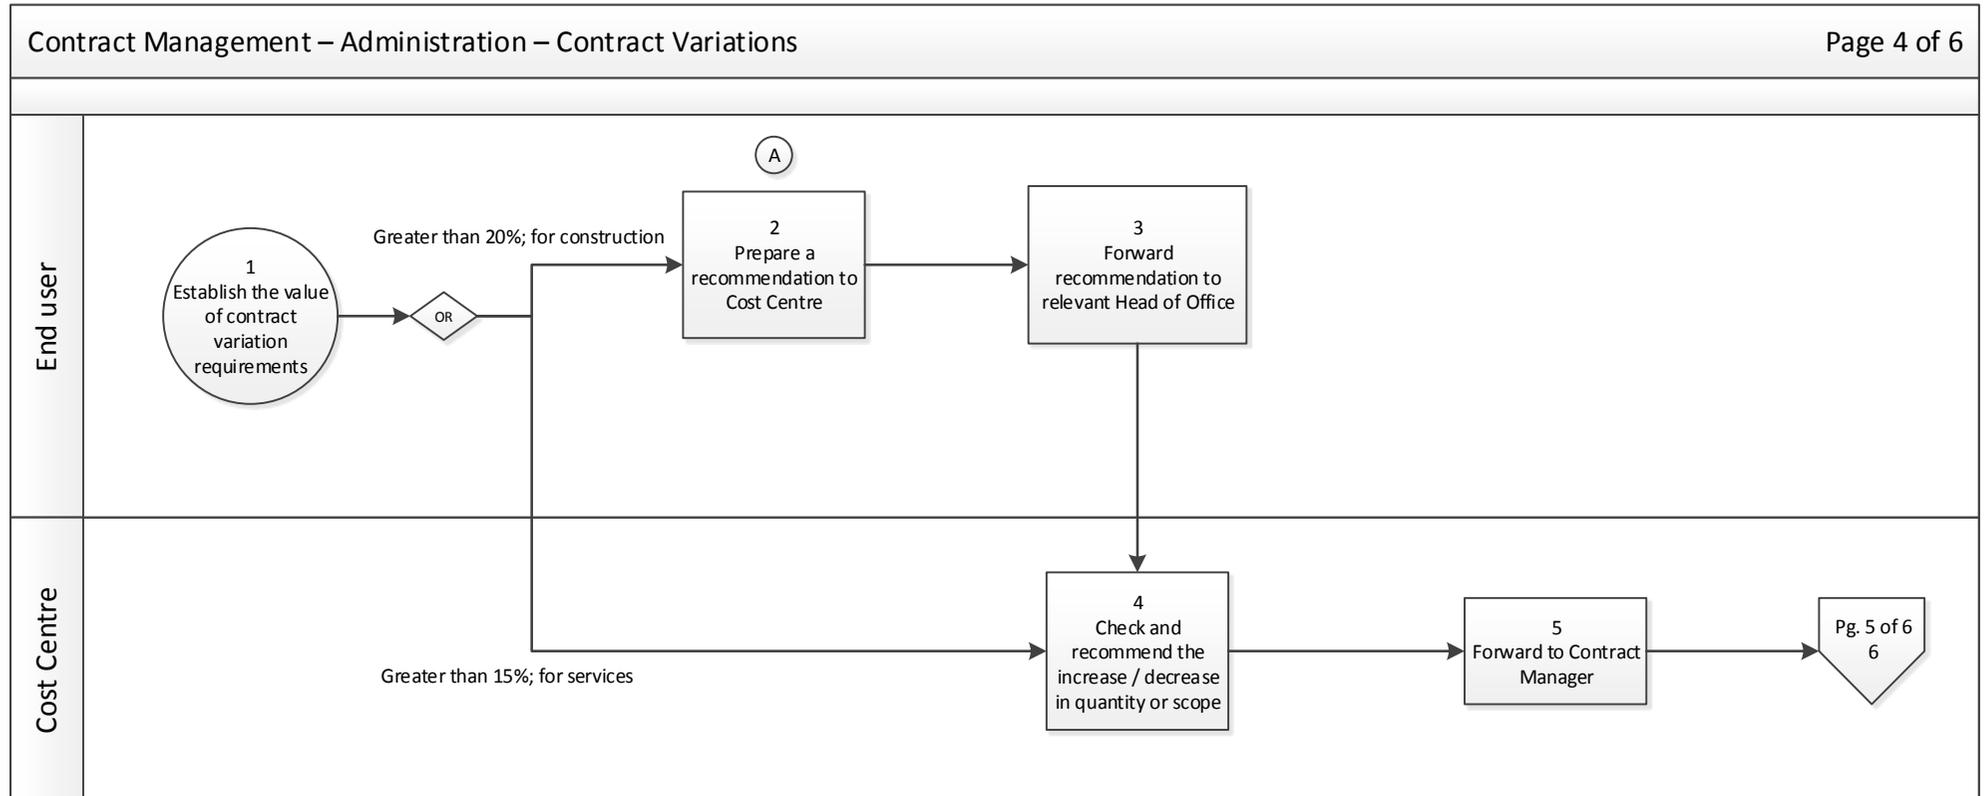 Contract Management – Administration – Contract Variations
Page 4 of 6
End user
A
1
Establish the value
of contract
variation
requirements
OR
Greater than 20%; for construction
2
Prepare a
recommendation to
Cost Centre
3
Forward
recommendation to
relevant Head of Office
Cost Centre
Greater than 15%; for services
4
Check and
recommend the
increase / decrease
in quantity or scope
5
Forward to Contract
Manager
Pg. 5 of 6
6